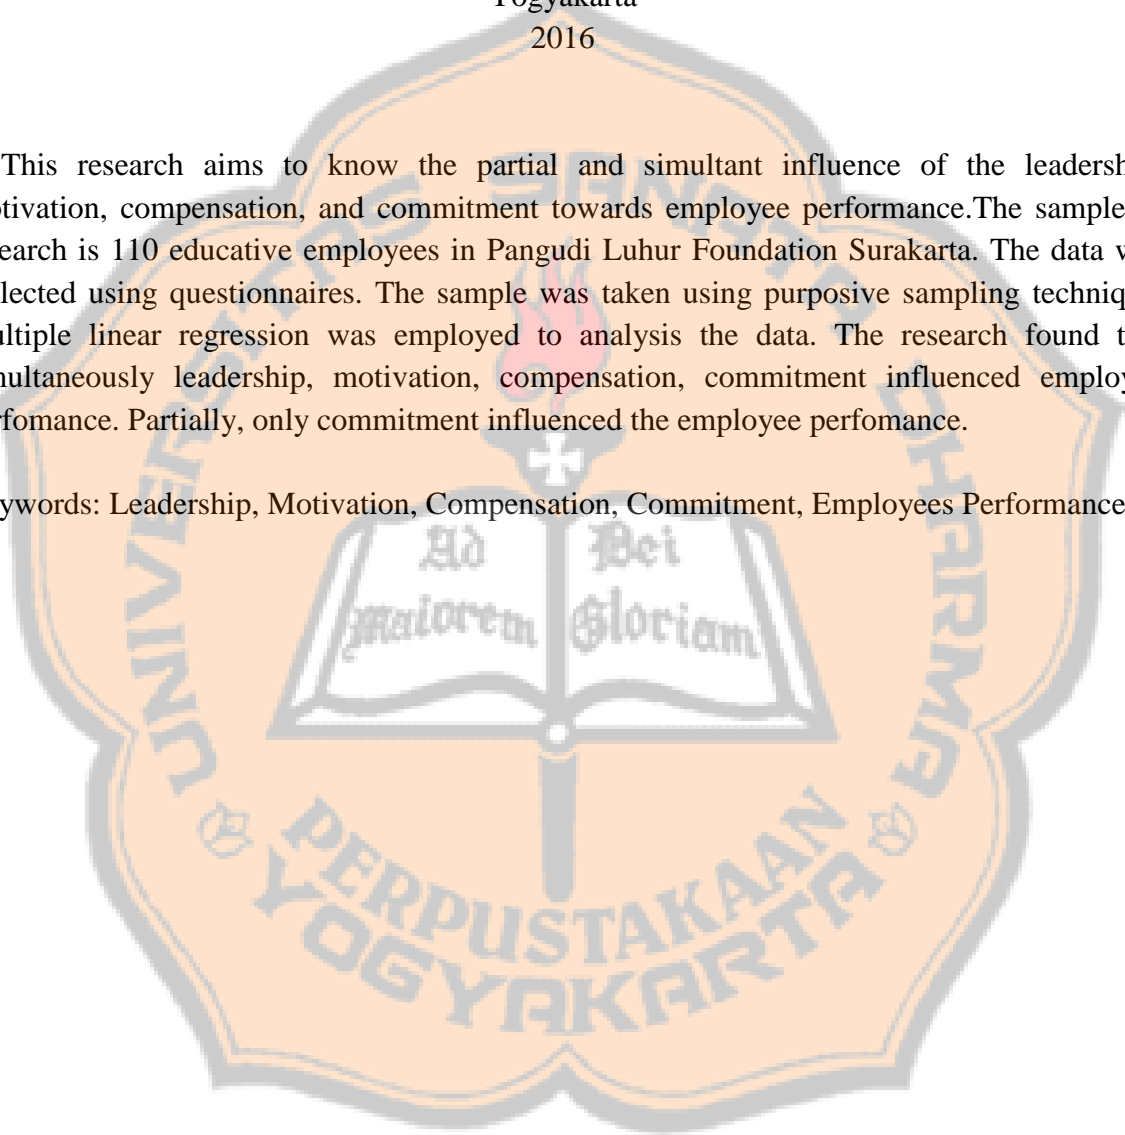 Yogyakarta
2016
This research aims to know the partial and simultant influence of the leadersh
otivation, compensation, and commitment towards employee performance.The sample
earch is 110 educative employees in Pangudi Luhur Foundation Surakarta. The data w
lected using questionnaires. The sample was taken using purposive sampling techniq
ultiple linear regression was employed to analysis the data. The research found t
multaneously leadership, motivation, compensation, commitment influenced employ
rfomance. Partially, only commitment influenced the employee perfomance.
ywords: Leadership, Motivation, Compensation, Commitment, Employees Performance
UNIVERSITAS SANATA DHARMA
Ad Dei
maiorem Gloriam
PERPUSTAKAAN
YOGYAKARTA